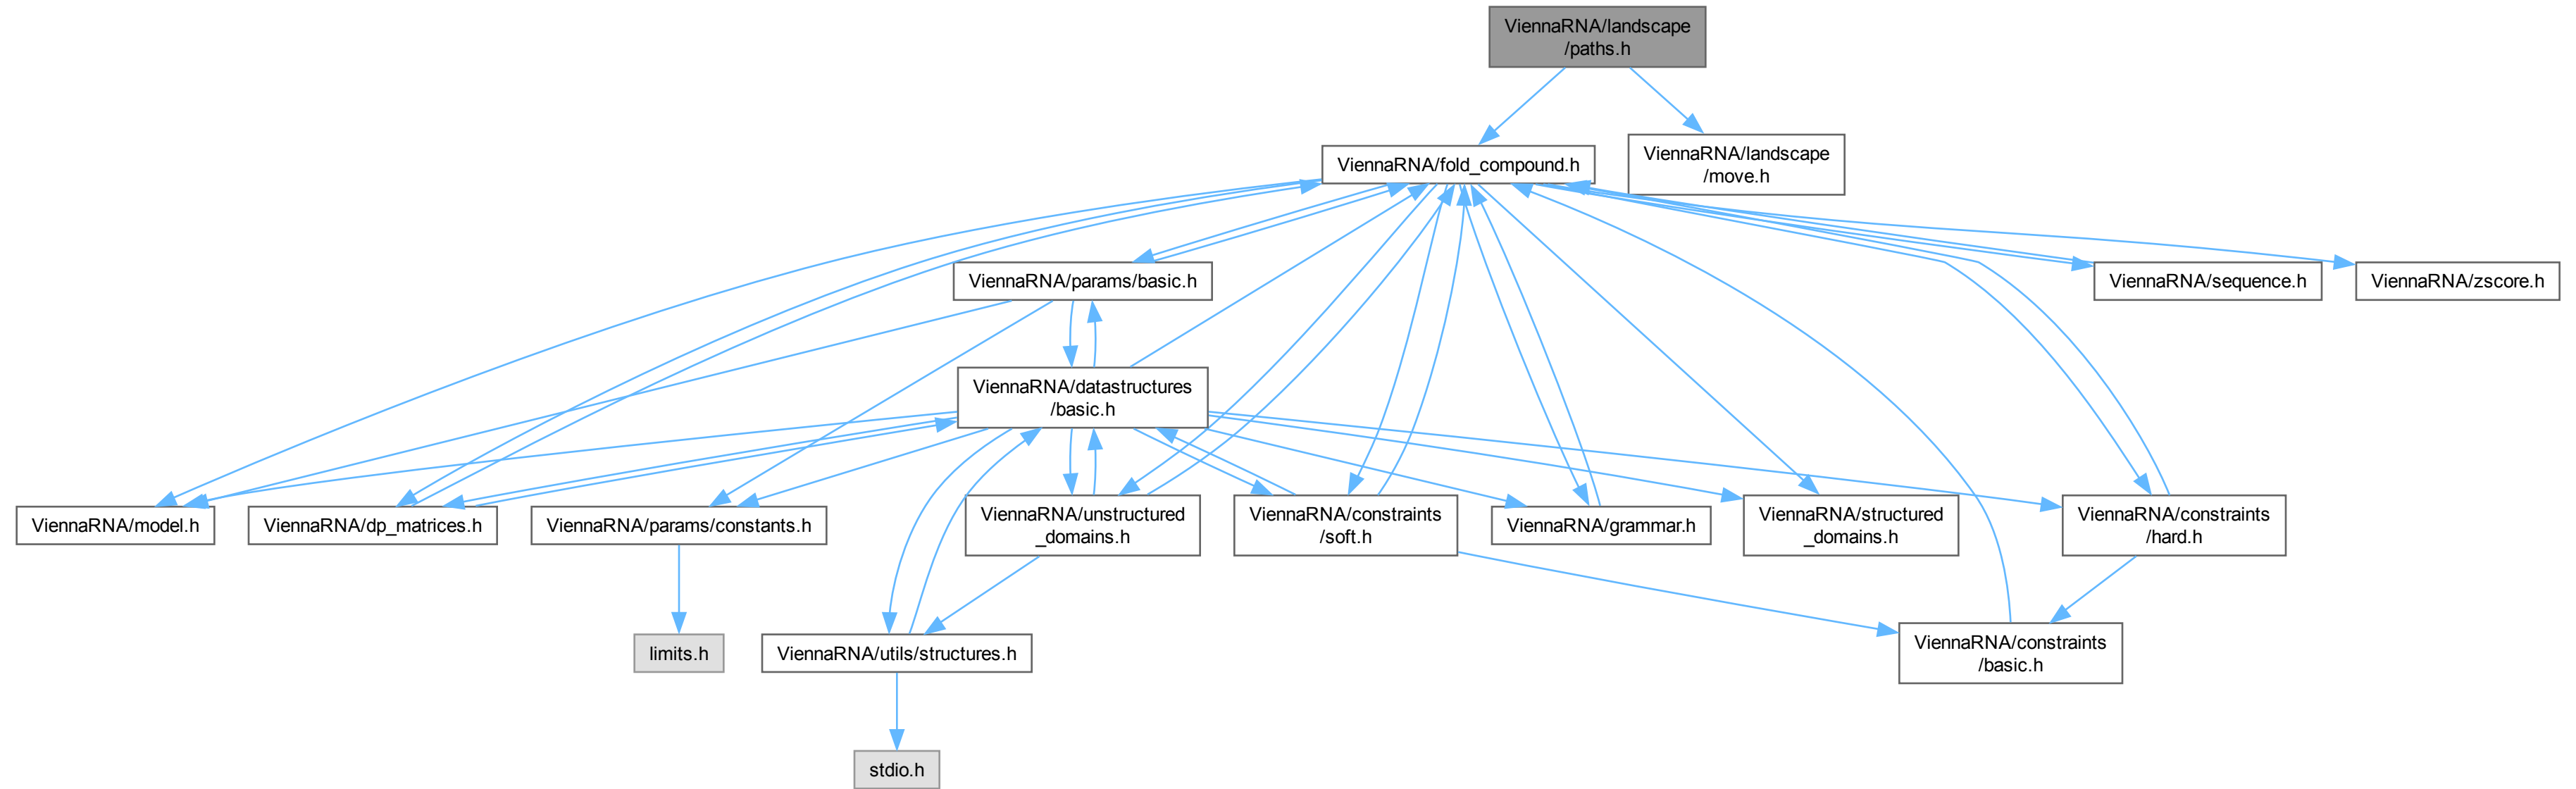 ViennaRNA/landscape
/paths.h
ViennaRNA/fold_compound.h
ViennaRNA/landscape
/move.h
ViennaRNA/params/basic.h
ViennaRNA/sequence.h
ViennaRNA/zscore.h
ViennaRNA/datastructures
/basic.h
ViennaRNA/model.h
ViennaRNA/dp_matrices.h
ViennaRNA/params/constants.h
ViennaRNA/unstructured
_domains.h
ViennaRNA/constraints
/soft.h
ViennaRNA/grammar.h
ViennaRNA/structured
_domains.h
ViennaRNA/constraints
/hard.h
limits.h
ViennaRNA/utils/structures.h
ViennaRNA/constraints
/basic.h
stdio.h